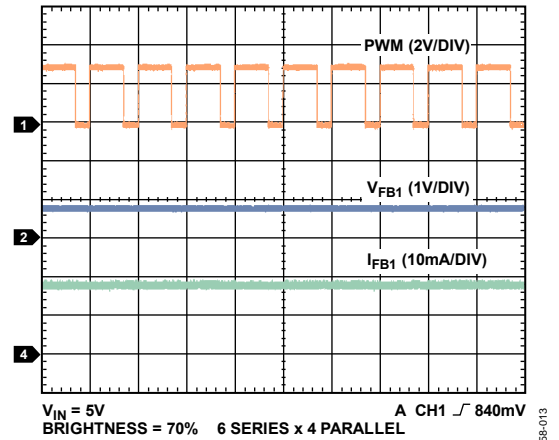 PWM (2V/DIV)
1
VFB1 (1V/DIV)
2
IFB1 (10mA/DIV)
4
VIN = 5V A CH1 840mV
BRIGHTNESS = 70% 6 SERIES x 4 PARALLEL
58-013